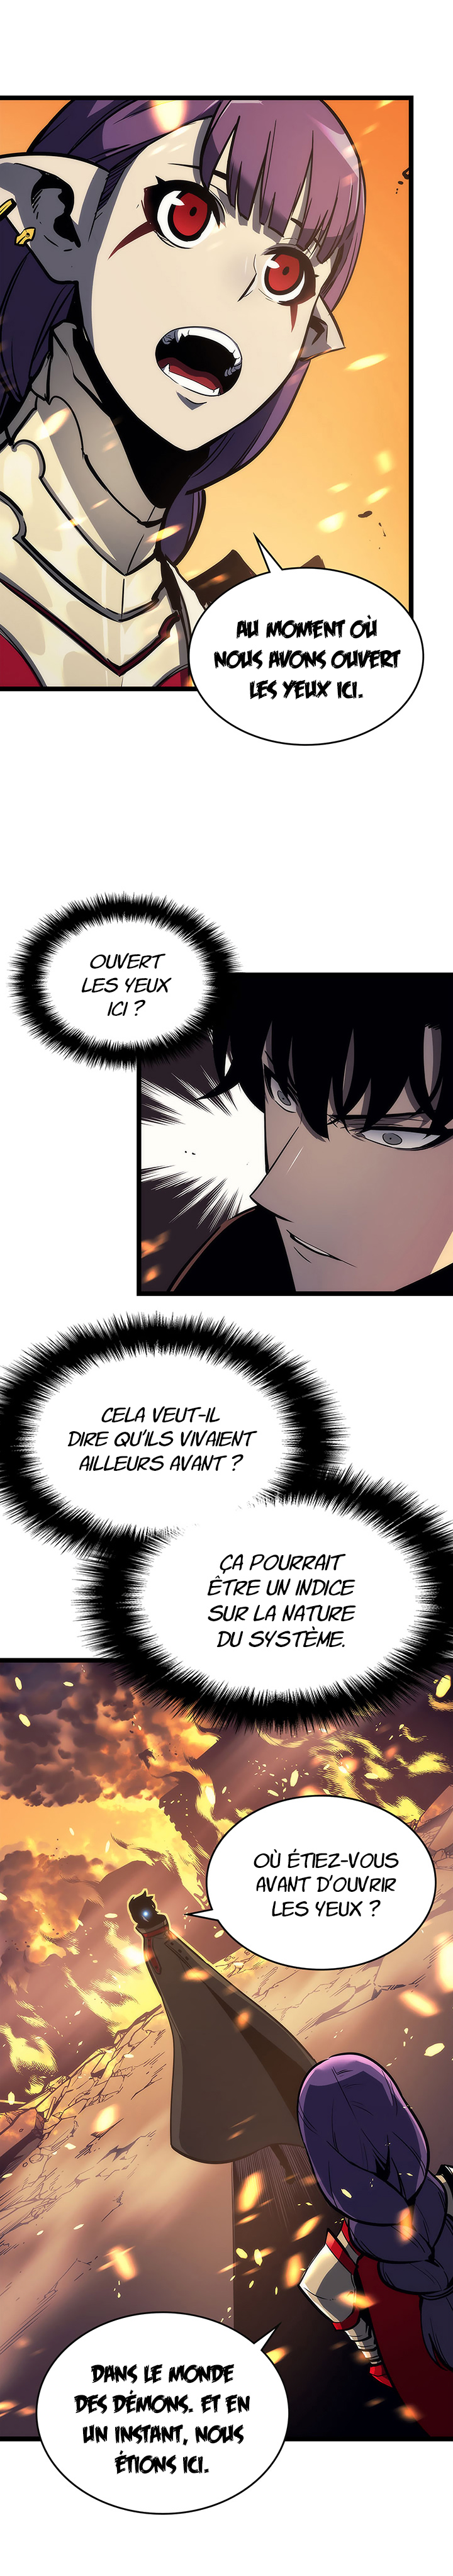 AU MOMENT OÙ
NOUS AVONS OUVERT
LES YEUX ICI.
OUVERT
LES YEUX
ICI ?
CELA VEUT-IL
DIRE QU'ILS VIVAIENT
AILLEURS AVANT ?
ÇA POURRAIT
ÊTRE UN INDICE
SUR LA NATURE
DU SYSTÈME.
OÙ ÉTIEZ-VOUS
AVANT D'OUVRIR
LES YEUX ?
DANS LE MONDE
DES DÉMONS. ET EN
UN INSTANT, NOUS
ÉTIONS ICI.